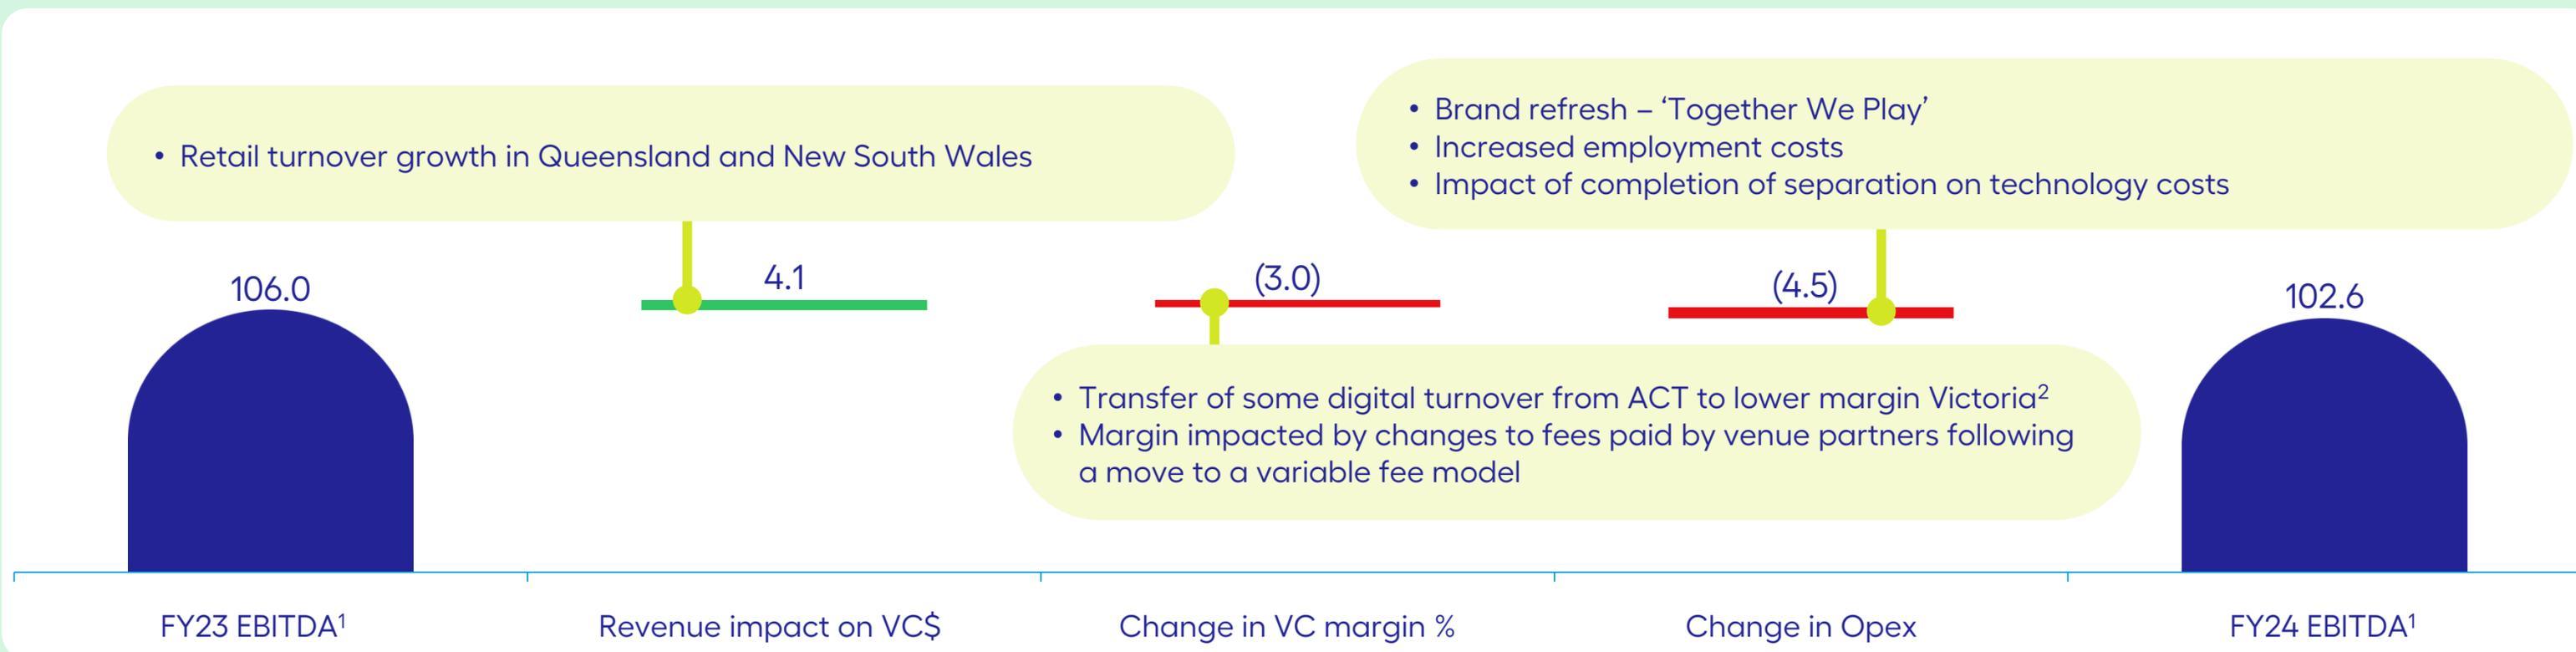 • Retail turnover growth in Queensland and New South Wales
• Brand refresh – ‘Together We Play’
• Increased employment costs
• Impact of completion of separation on technology costs
106.0
4.1
(3.0)
(4.5)
102.6
• Transfer of some digital turnover from ACT to lower margin Victoria²
• Margin impacted by changes to fees paid by venue partners following
a move to a variable fee model
FY23 EBITDA¹
Revenue impact on VC$
Change in VC margin %
Change in Opex
FY24 EBITDA¹